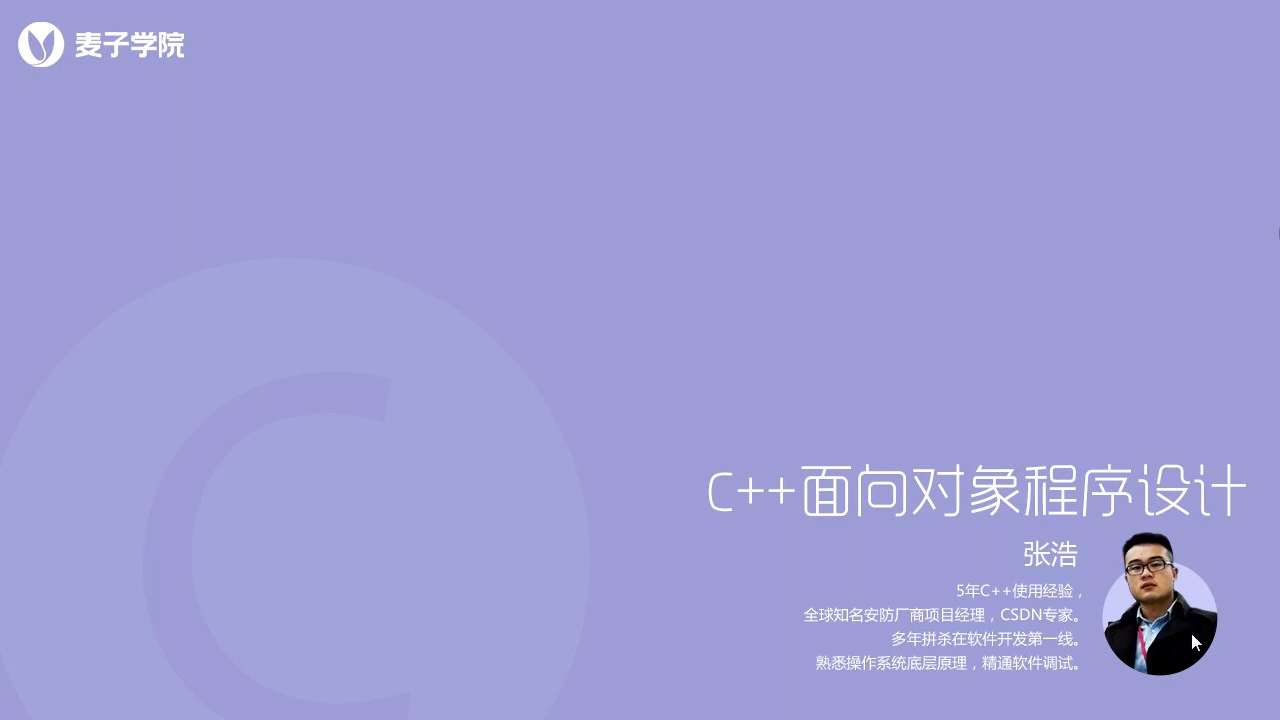 麦子学院
C++面向对象程序设计
张浩
5年C++使用经验，
全球知名安防厂商项目经理，CSDN专家。
多年拼杀在软件开发第一线。
熟悉操作系统底层原理，精通软件调试。